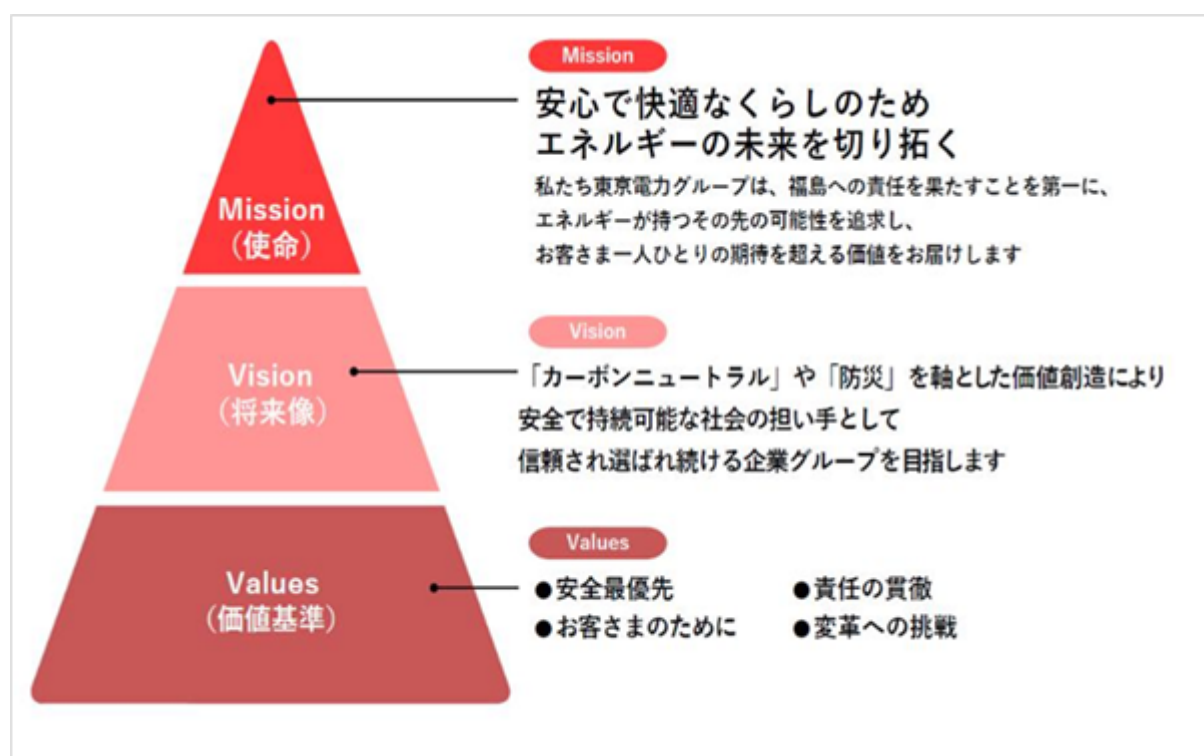 Mission
安心で快適なくらしのため
エネルギーの未来を切り拓く
私たち東京電力グループは、福島への責任を果たすことを第一に、
エネルギーが持つその先の可能性を追求し、
お客さま一人ひとりの期待を超える価値をお届けします
Mission
(使命)
Vision
「カーボンニュートラル」や「防災」を軸とした価値創造により
安全で持続可能な社会の担い手として
信頼され選ばれ続ける企業グループを目指します
Vision
(将来像)
Values
●安全最優先 ●責任の貫徹
●お客さまのために ●変革への挑戦
Values
(価値基準)